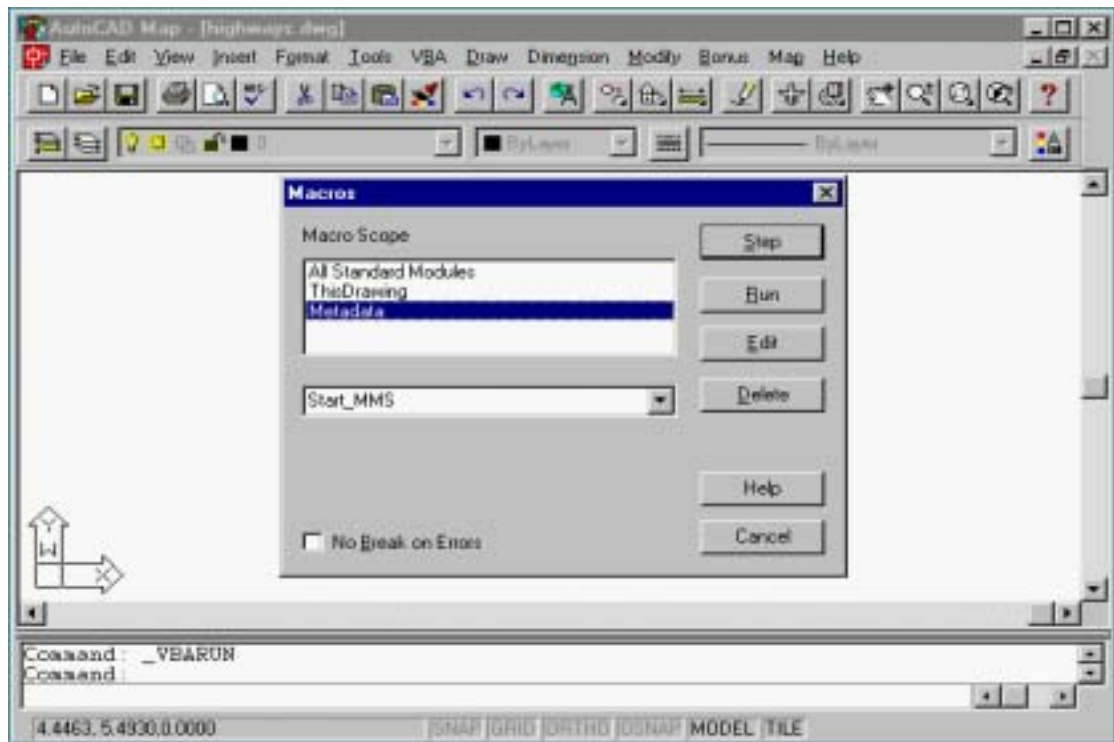 AutoCAD Map - [highways.dwg]
File Edit View Insert Format Tools VBA Draw Dimension Modify Bonus Map Help
0 ByLayer ByLayer
Macros
Macro Scope
All Standard Modules
ThisDrawing
Metadata
Start_MMS
Step
Run
Edit
Delete
Help
Cancel
No Break on Errors
Y
W
X
Command: _VBARUN
Command:
4.4463, 5.4930,0.0000 SNAP GRID ORTHO OSNAP MODEL TILE